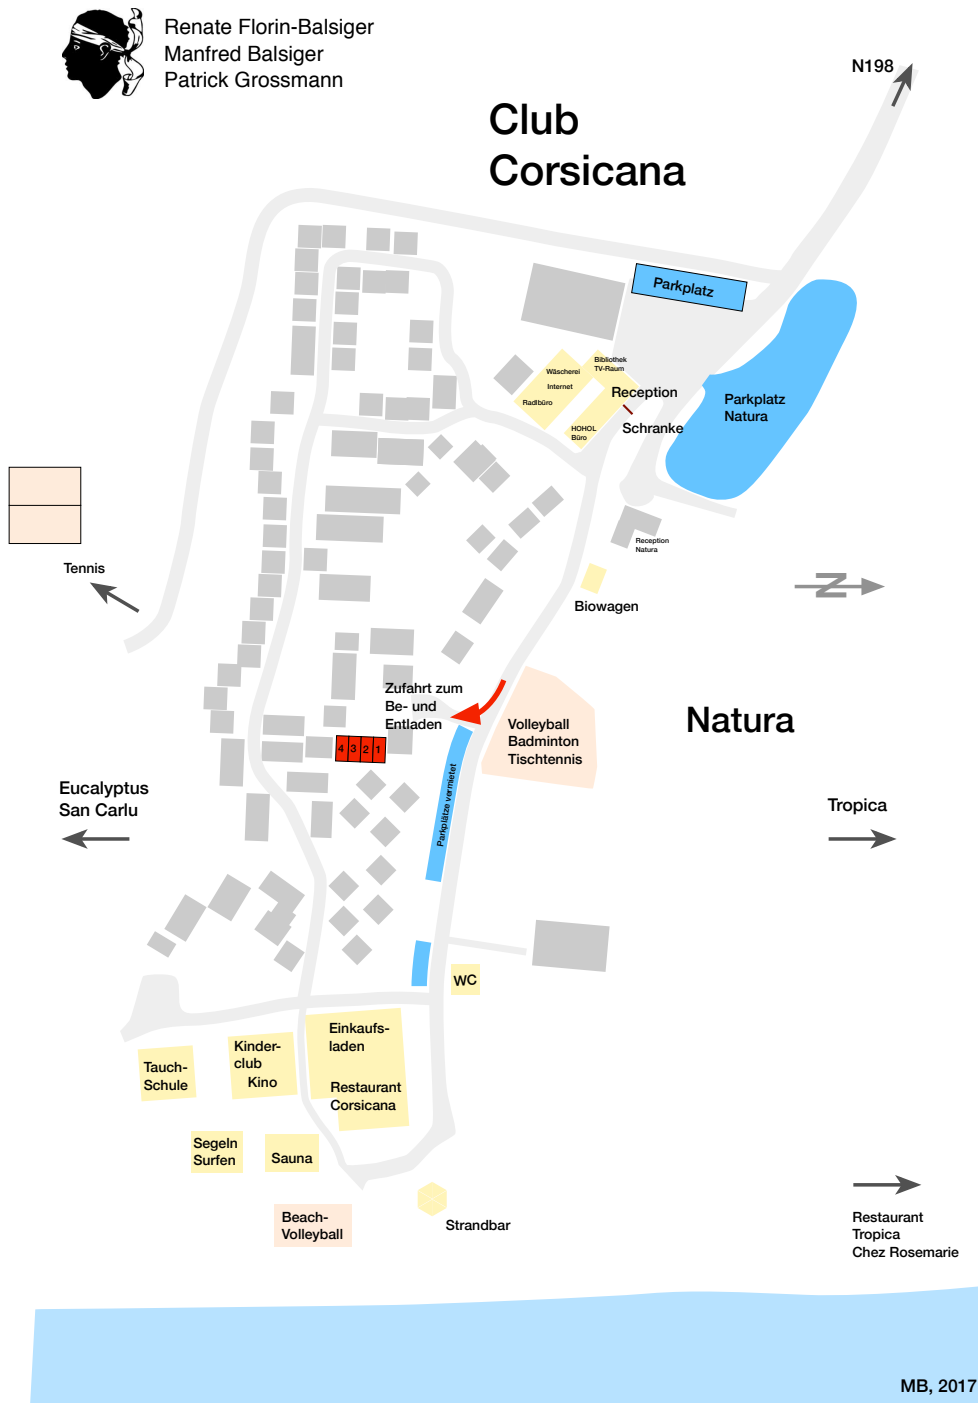 Renate Florin-Balsiger
Manfred Balsiger
Patrick Grossmann
N198
Club
Corsicana
Parkplatz
Bibliothek
TV-Raum
Wäscherei
Internet
Radlbüro
Reception
HOHOL
Büro
Schranke
Parkplatz
Natura
Reception
Natura
Tennis
Biowagen
N
Zufahrt zum
Be- und
Entladen
Volleyball
Badminton
Tischtennis
Natura
4 3 2 1
Parkplätze vermietet
Eucalyptus
San Carlu
Tropica
WC
Einkaufs-
laden
Kinder-
club
Kino
Tauch-
Schule
Restaurant
Corsicana
Segeln
Surfen
Sauna
Beach-
Volleyball
Strandbar
Restaurant
Tropica
Chez Rosemarie
MB, 2017